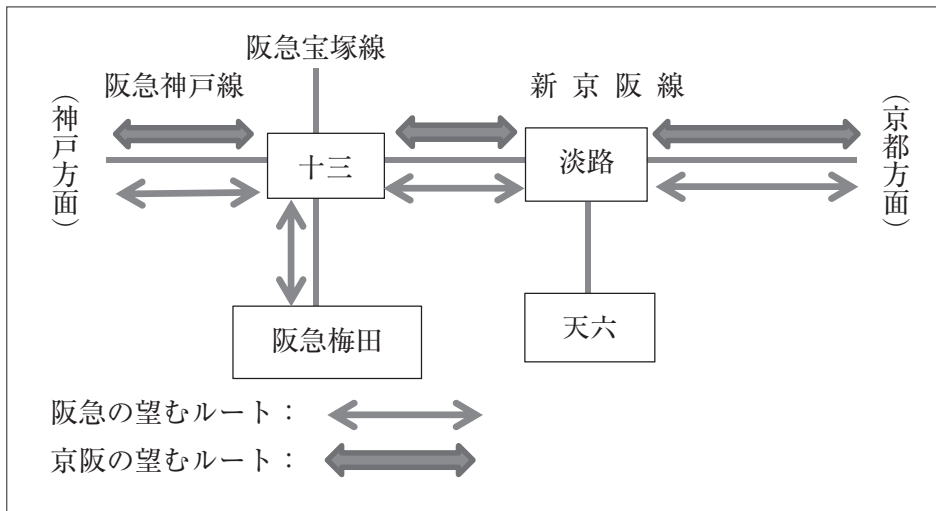 阪急宝塚線
阪急神戸線
新京阪線
(神戸方面)
(京都方面)
十三
淡路
阪急梅田
天六
阪急の望むルート：
京阪の望むルート：